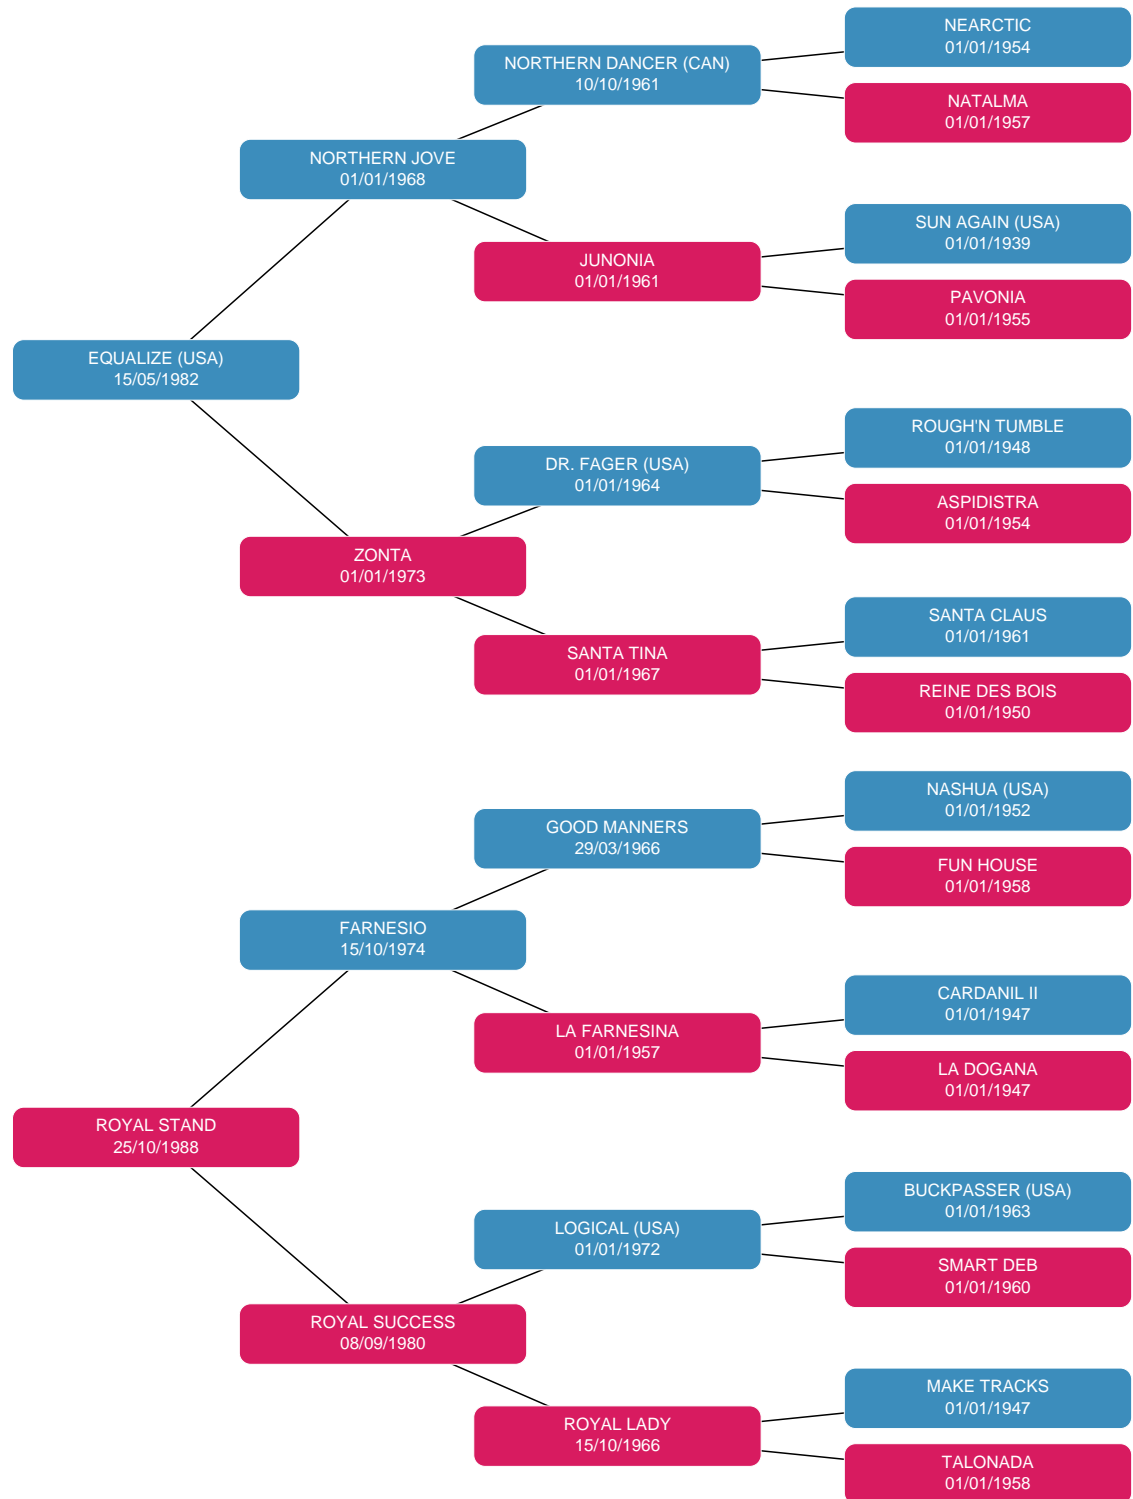 NEARCTIC
01/01/1954
NORTHERN DANCER (CAN)
10/10/1961
NATALMA
01/01/1957
NORTHERN JOVE
01/01/1968
SUN AGAIN (USA)
01/01/1939
JUNONIA
01/01/1961
PAVONIA
01/01/1955
EQUALIZE (USA)
15/05/1982
ROUGH'N TUMBLE
01/01/1948
DR. FAGER (USA)
01/01/1964
ASPIDISTRA
01/01/1954
ZONTA
01/01/1973
SANTA CLAUS
01/01/1961
SANTA TINA
01/01/1967
REINE DES BOIS
01/01/1950
NASHUA (USA)
01/01/1952
GOOD MANNERS
29/03/1966
FUN HOUSE
01/01/1958
FARNESIO
15/10/1974
CARDANIL II
01/01/1947
LA FARNESINA
01/01/1957
LA DOGANA
01/01/1947
ROYAL STAND
25/10/1988
BUCKPASSER (USA)
01/01/1963
LOGICAL (USA)
01/01/1972
SMART DEB
01/01/1960
ROYAL SUCCESS
08/09/1980
MAKE TRACKS
01/01/1947
ROYAL LADY
15/10/1966
TALONADA
01/01/1958